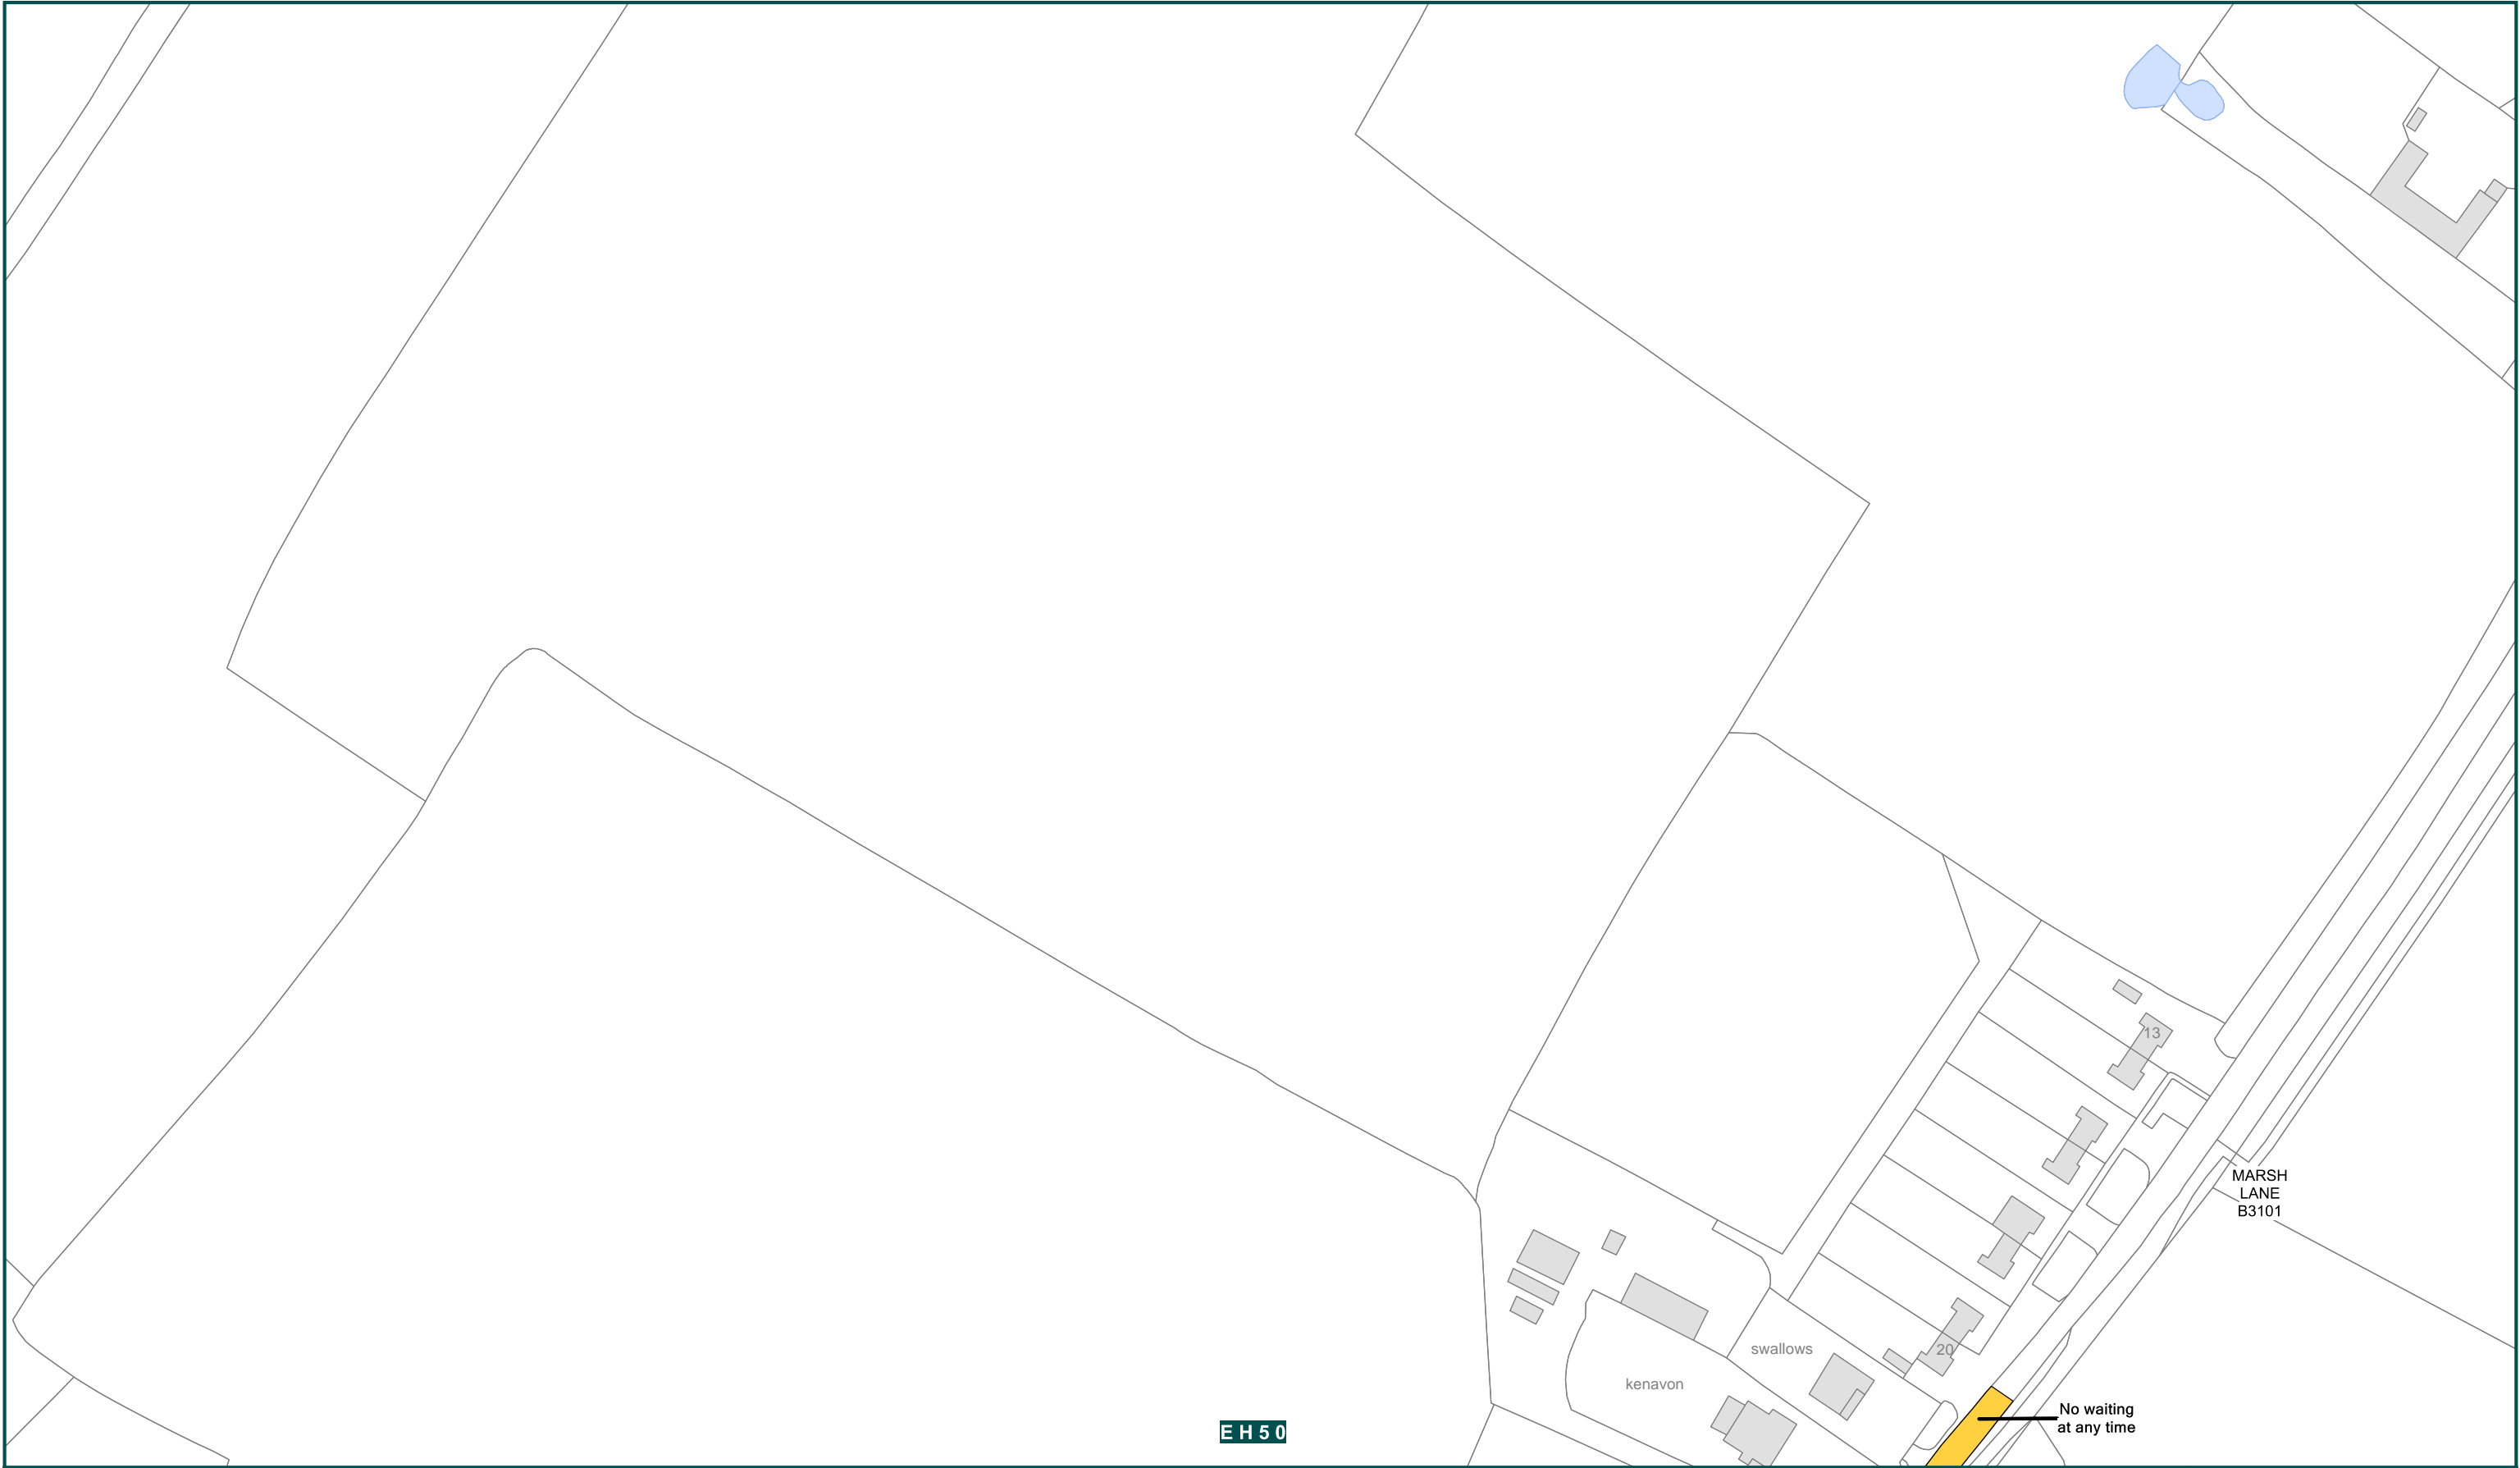 13
MARSH
LANE
B3101
swallows
20
kenavon
No waiting
at any time
EH50